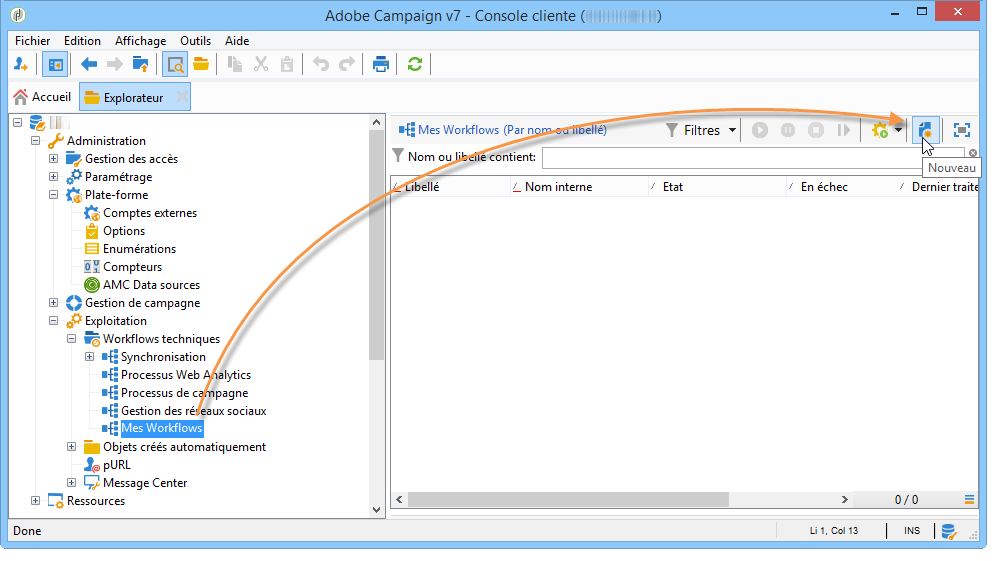 Adobe Campaign v7 - Console cliente ( )
Fichier Edition Affichage Outils Aide
Accueil Explorateur
Administration
Gestion des accès
Paramétrage
Plate-forme
Comptes externes
Options
Enumérations
Compteurs
AMC Data sources
Gestion de campagne
Exploitation
Workflows techniques
Synchronisation
Processus Web Analytics
Processus de campagne
Gestion des réseaux sociaux
Mes Workflows
Objets créés automatiquement
pURL
Message Center
Ressources
Mes Workflows (Par nom ou libellé) Filtres
Nom ou libellé contient:
Nouveau
Libellé Nom interne Etat En échec Dernier traite
0 / 0
Done Li 1, Col 13 INS